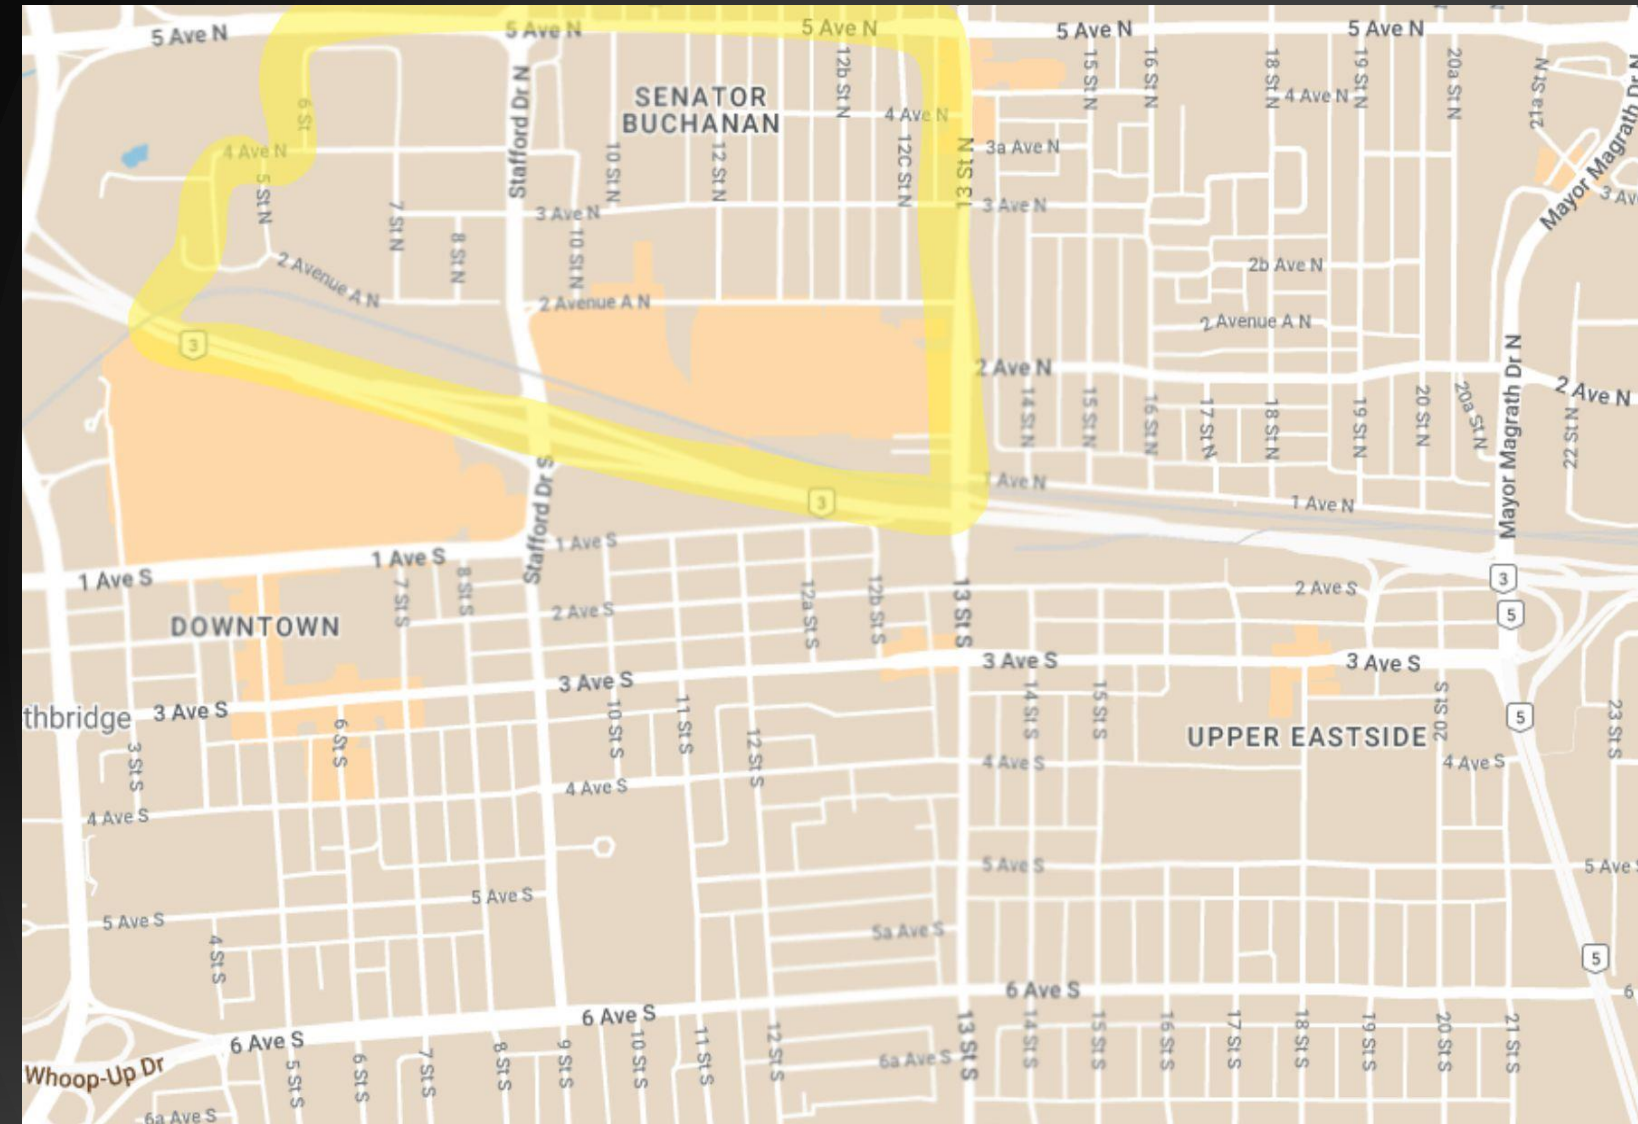 5 Ave N
5 Ave N
5 Ave N
5 Ave N
5 Ave N
6 St
Stafford Dr N
SENATOR
BUCHANAN
12b St N
15 St N
16 St N
18 St N
19 St N
20a St N
21a St N
Mayor Magrath Dr N
4 Ave N
4 Ave N
4 Ave N
5 St N
10 St N
12 St N
12C St N
13 St N
3a Ave N
3 Ave N
3 Ave N
7 St N
8 St N
10 St N
2 Avenue A N
2 Avenue A N
2b Ave N
2 Avenue A N
3
2 Ave N
2 Ave N
14 St N
15 St N
16 St N
17 St N
18 St N
19 St N
20 St N
20a St N
Mayor Magrath Dr N
22 St N
3
1 Ave N
1 Ave N
Stafford Dr S
1 Ave S
1 Ave S
1 Ave S
DOWNTOWN
7 St S
8 St S
2 Ave S
12a St S
12b St S
13 St S
2 Ave S
3
5
3 Ave S
3 Ave S
3 Ave S
3 Ave S
thbridge
3 St S
6 St S
10 St S
11 St S
12 St S
14 St S
15 St S
UPPER EASTSIDE
20 St S
5
23 St S
4 Ave S
4 Ave S
4 Ave S
4 Ave S
5 Ave S
5 Ave S
5 Ave S
5 Ave S
4 St S
5a Ave S
5
6 Ave S
6 Ave S
6 Ave S
6
Whoop-Up Dr
5 St S
6 St S
7 St S
8 St S
9 St S
10 St S
11 St S
12 St S
6a Ave S
13 St S
14 St S
15 St S
16 St S
17 St S
18 St S
19 St S
20 St S
21 St S
6a Ave S